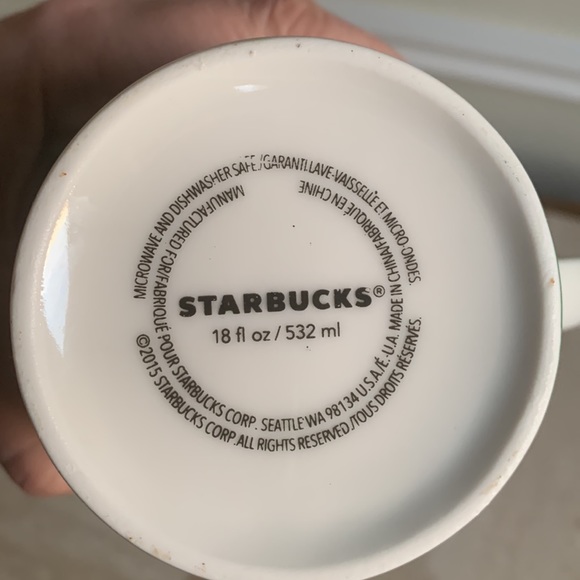 MICROWAVE AND DISHWASHER SAFE/GARANTI LAVE-VAISSELLE ET MICRO-ONDES.
MANUFACTURED FOR/FABRIQUÉ POUR STARBUCKS CORP. SEATTLE WA 98134 U.S.A./É.-U.A. MADE IN CHINA/FABRIQUÉ EN CHINE
STARBUCKS®
18 fl oz / 532 ml
©2015 STARBUCKS CORP. ALL RIGHTS RESERVED./TOUS DROITS RÉSERVÉS.